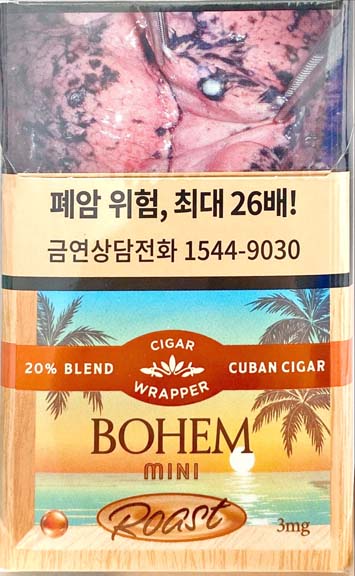 폐암 위험, 최대 26배!
금연상담전화 1544-9030
CIGAR
20% BLEND
CUBAN CIGAR
WRAPPER
BOHEM
MINI
Roast
3mg